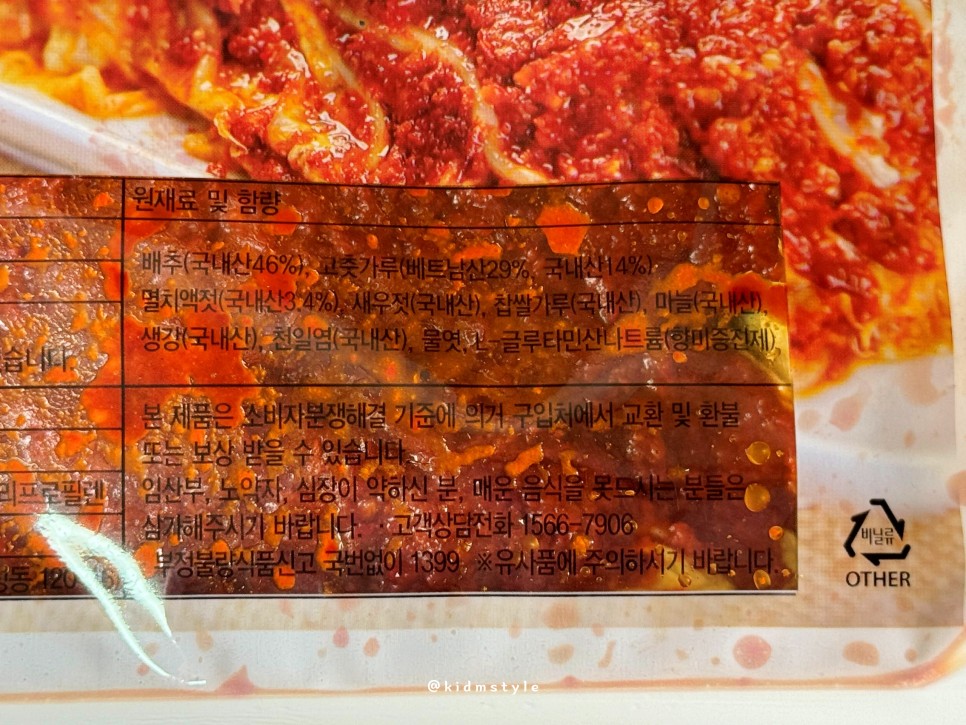 원재료 및 함량
배추(국내산46%), 고춧가루(베트남산29%, 국내산14%)
멸치액젓(국내산3.4%), 새우젓(국내산), 찹쌀가루(국내산), 마늘(국내산),
생강(국내산), 천일염(국내산), 물엿, L-글루타민산나트륨(향미증진제)
습니다.
본 제품은 소비자분쟁해결 기준에 의거 구입처에서 교환 및 환불
또는 보상 받을 수 있습니다.
임산부, 노약자, 심장이 약하신 분, 매운 음식을 못드시는 분들은
삼가해주시기 바랍니다. · 고객상담전화 1566-7906
리프로필렌
부정불량식품신고 국번없이 1399 ※유사품에 주의하시기 바랍니다.
비닐류
OTHER
@kidmstyle